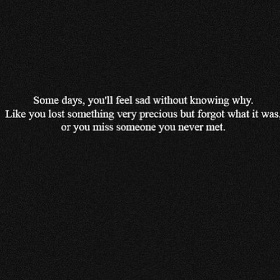 Some days, you'll feel sad without knowing why.
Like you lost something very precious but forgot what it was,
or you miss someone you never met.